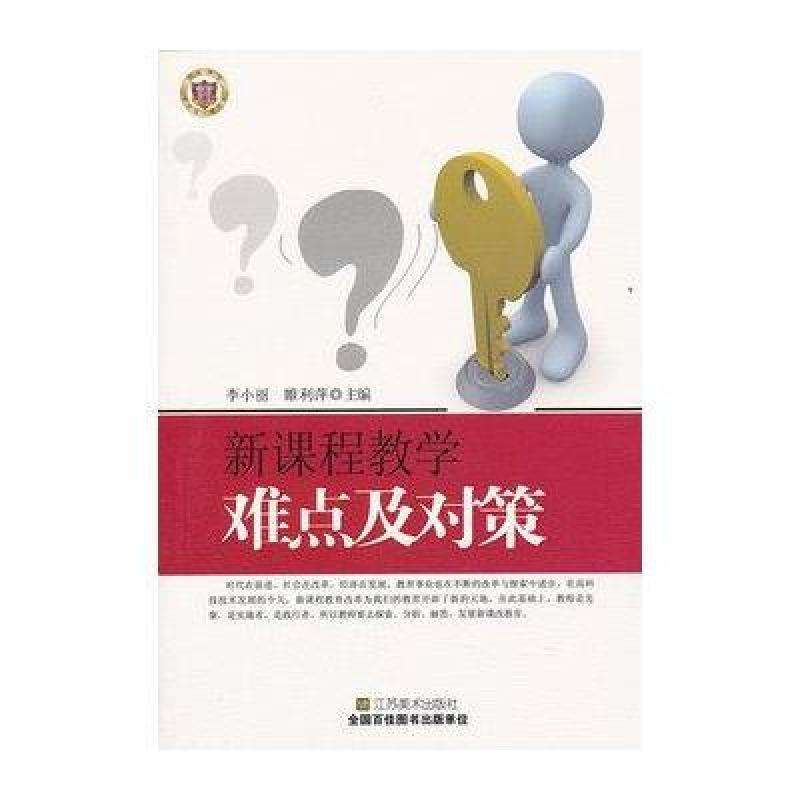 李小丽 雎利萍 主编
新课程教学
难点及对策
时代在前进,社会在改革,经济在发展,教育事业也在不断的改革与探索中进步,在高科
技技术发展的今天,新课程教育改革为我们的教育开辟了新的天地,在此基础上,教师是先
驱,是实施者,是践行者,所以教师要去探索、分析、解答、发展新课改教育。
江苏美术出版社
全国百佳图书出版单位